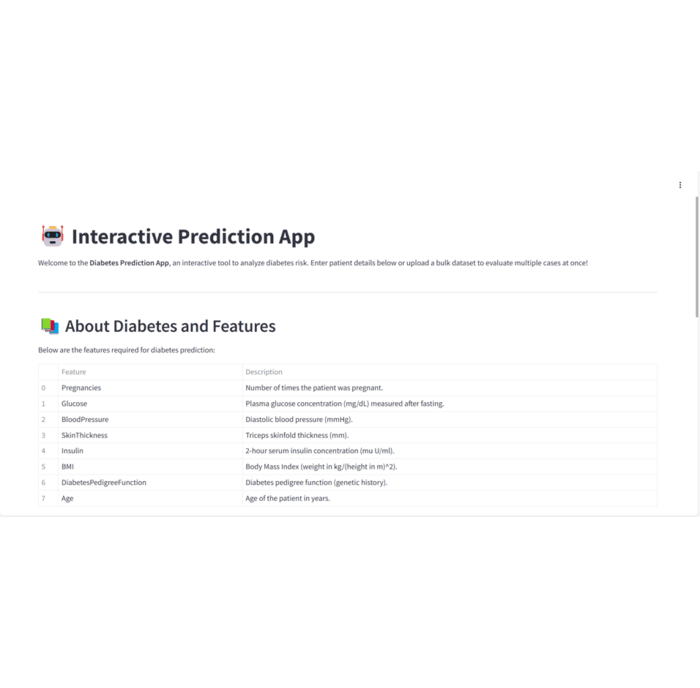 Interactive Prediction App
Welcome to the Diabetes Prediction App, an interactive tool to analyze diabetes risk. Enter patient details below or upload a bulk dataset to evaluate multiple cases at once!
About Diabetes and Features
Below are the features required for diabetes prediction:
Feature Description
0 Pregnancies Number of times the patient was pregnant.
1 Glucose Plasma glucose concentration (mg/dL) measured after fasting.
2 BloodPressure Diastolic blood pressure (mmHg).
3 SkinThickness Triceps skinfold thickness (mm).
4 Insulin 2-hour serum insulin concentration (mu U/ml).
5 BMI Body Mass Index (weight in kg/(height in m)^2).
6 DiabetesPedigreeFunction Diabetes pedigree function (genetic history).
7 Age Age of the patient in years.